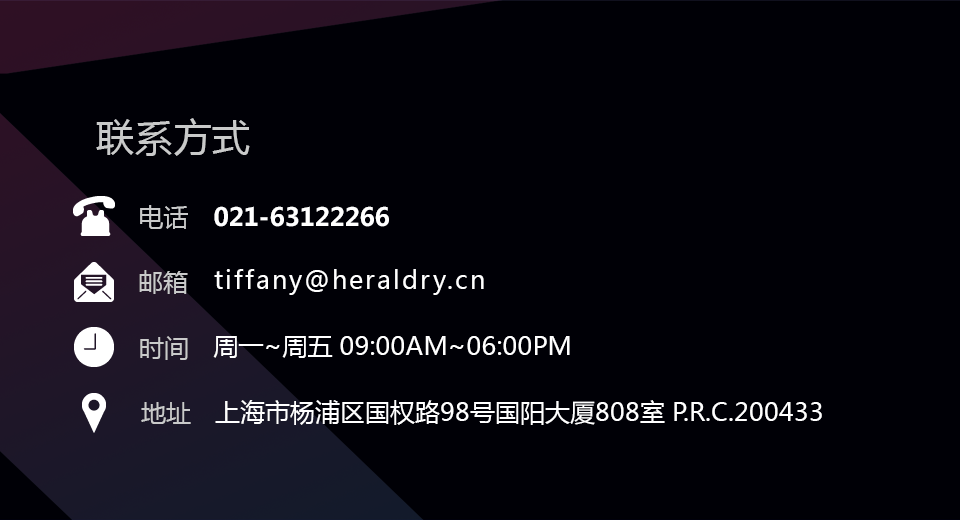 联系方式
电话 021-63122266
邮箱 tiffany@heraldry.cn
时间 周一~周五 09:00AM~06:00PM
地址 上海市杨浦区国权路98号国阳大厦808室 P.R.C.200433